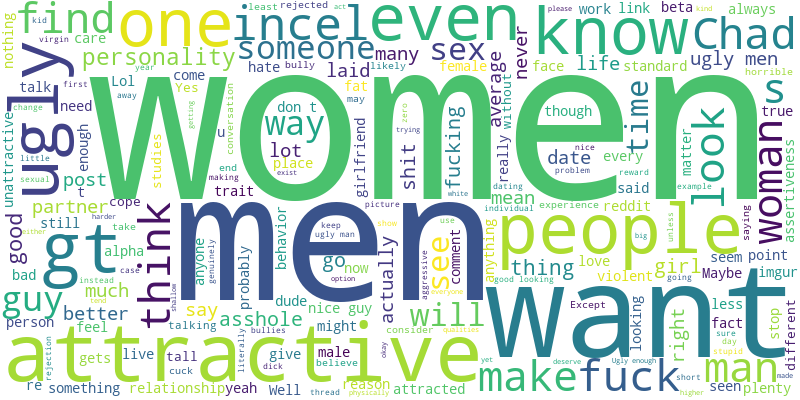 women
men
want
attractive
people
ugly
one
incel
even
know
Chad
find
someone
sex
many
personality
care
nothing
kid
virgin
least
rejected
act
bully
hate
laid
likely
fat
female
work
link
beta
please
kind
always
life
standard
ugly men
horrible
face
never
average
without
though
time
look
s
true
matter
every
date
really
mean
dating
nice
problem
reward
example
said
individual
experience
reddit
woman
assertiveness
saying
talk
come
Yes
year
Lol
away
first
need
change
unattractive
little
sexual
enough
post
t
studies
getting
trait
making
cope
conversation
u
end
place
exist
way
don t
may
lot
zero
trying
girlfriend
shit
fucking
white
partner
still
good
alpha
take
harder
either
think
gt
bad
instead
case
tend
guy
much
better
person
feel
gets
live
re
something
relationship
talking
tall
cuck
yeah
say
asshole
shallow
genuinely
anyone
probably
behavior
literally
bullies
dick
Well
give
male
dude
nice guy
might
believe
reason
thread
physically
go
now
keep
ugly man
option
picture
show
actually
aggressive
everyone
see
comment
use
will
consider
okay
qualities
attracted
anything
violent
good looking
thing
girl
love
unless
big
seem
Maybe
point
imgur
going
Except
looking
less
fact
right
stop
different
sure
day
stupid
make
yet
deserve
fuck
Ugly enough
short
higher
seen
man
plenty
made